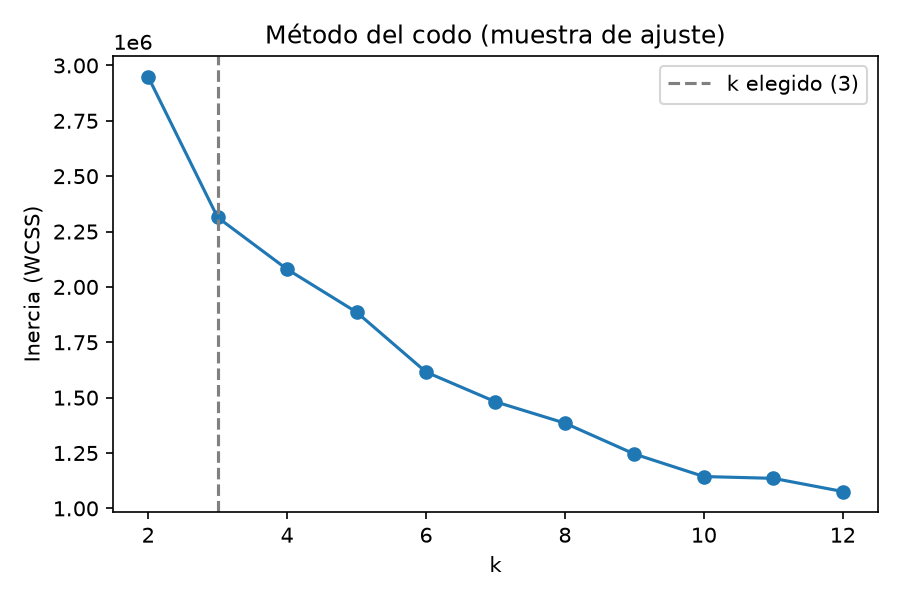 Método del codo (muestra de ajuste)
1e6
k elegido (3)
3.00
2.75
2.50
2.25
2.00
1.75
1.50
1.25
1.00
Inercia (WCSS)
2 4 6 8 10 12
k